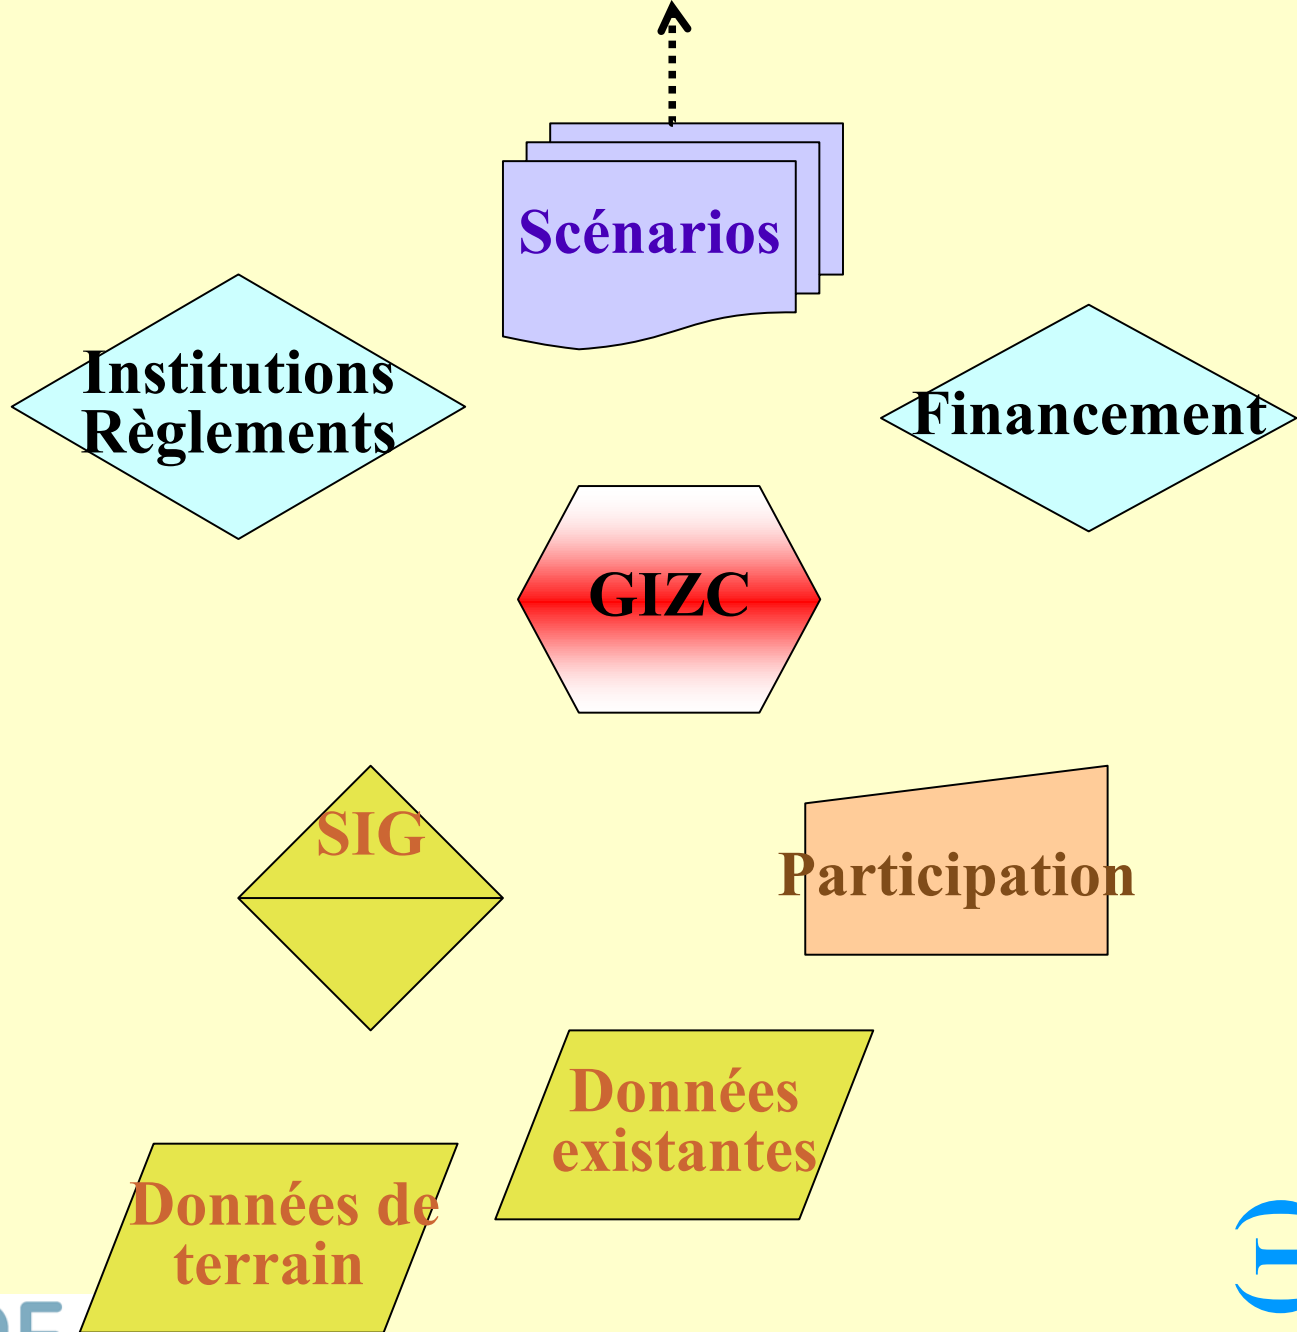 Scénarios
Institutions
Règlements
Financement
GIZC
SIG
Participation
Données
existantes
Données de
terrain